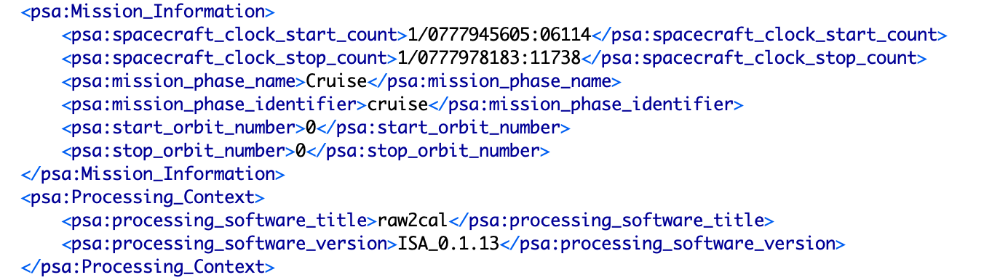 <psa:Mission_Information>
    <psa:spacecraft_clock_start_count>1/0777945605:06114</psa:spacecraft_clock_start_count>
    <psa:spacecraft_clock_stop_count>1/0777978183:11738</psa:spacecraft_clock_stop_count>
    <psa:mission_phase_name>Cruise</psa:mission_phase_name>
    <psa:mission_phase_identifier>cruise</psa:mission_phase_identifier>
    <psa:start_orbit_number>0</psa:start_orbit_number>
    <psa:stop_orbit_number>0</psa:stop_orbit_number>
</psa:Mission_Information>
<psa:Processing_Context>
    <psa:processing_software_title>raw2cal</psa:processing_software_title>
    <psa:processing_software_version>ISA_0.1.13</psa:processing_software_version>
</psa:Processing_Context>